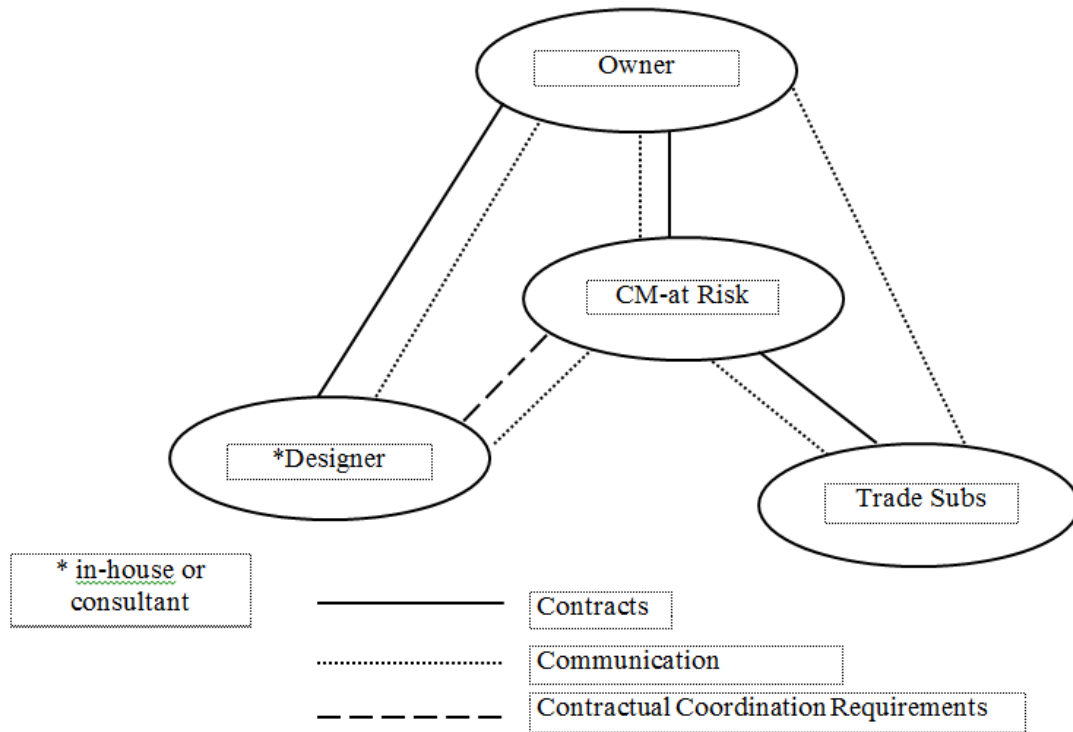 Owner
CM-at Risk
*Designer
Trade Subs
* in-house or
consultant
Contracts
Communication
Contractual Coordination Requirements